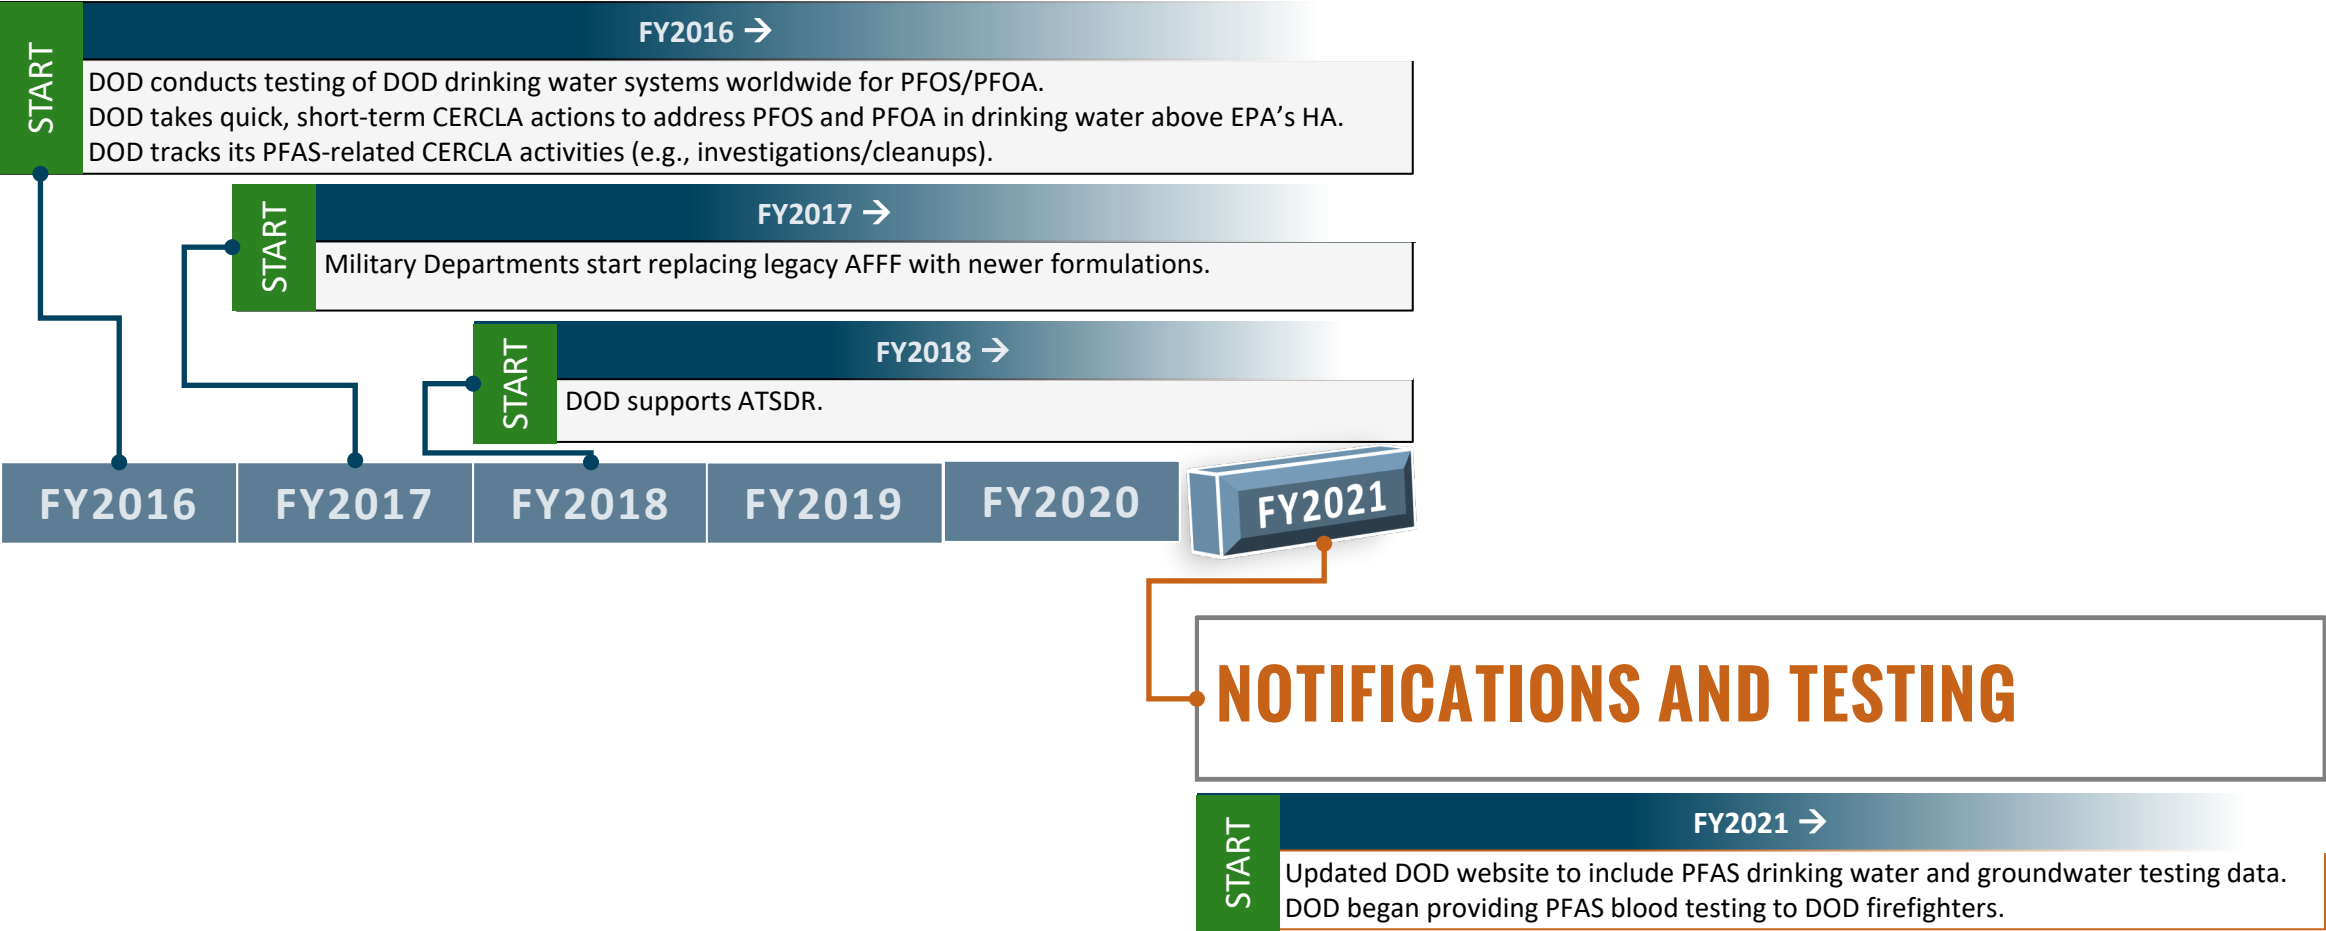 START
FY2016 →
DOD conducts testing of DOD drinking water systems worldwide for PFOS/PFOA.
DOD takes quick, short-term CERCLA actions to address PFOS and PFOA in drinking water above EPA’s HA.
DOD tracks its PFAS-related CERCLA activities (e.g., investigations/cleanups).
START
FY2017 →
Military Departments start replacing legacy AFFF with newer formulations.
START
FY2018 →
DOD supports ATSDR.
FY2016 FY2017 FY2018 FY2019 FY2020 FY2021
NOTIFICATIONS AND TESTING
START
FY2021 →
Updated DOD website to include PFAS drinking water and groundwater testing data.
DOD began providing PFAS blood testing to DOD firefighters.